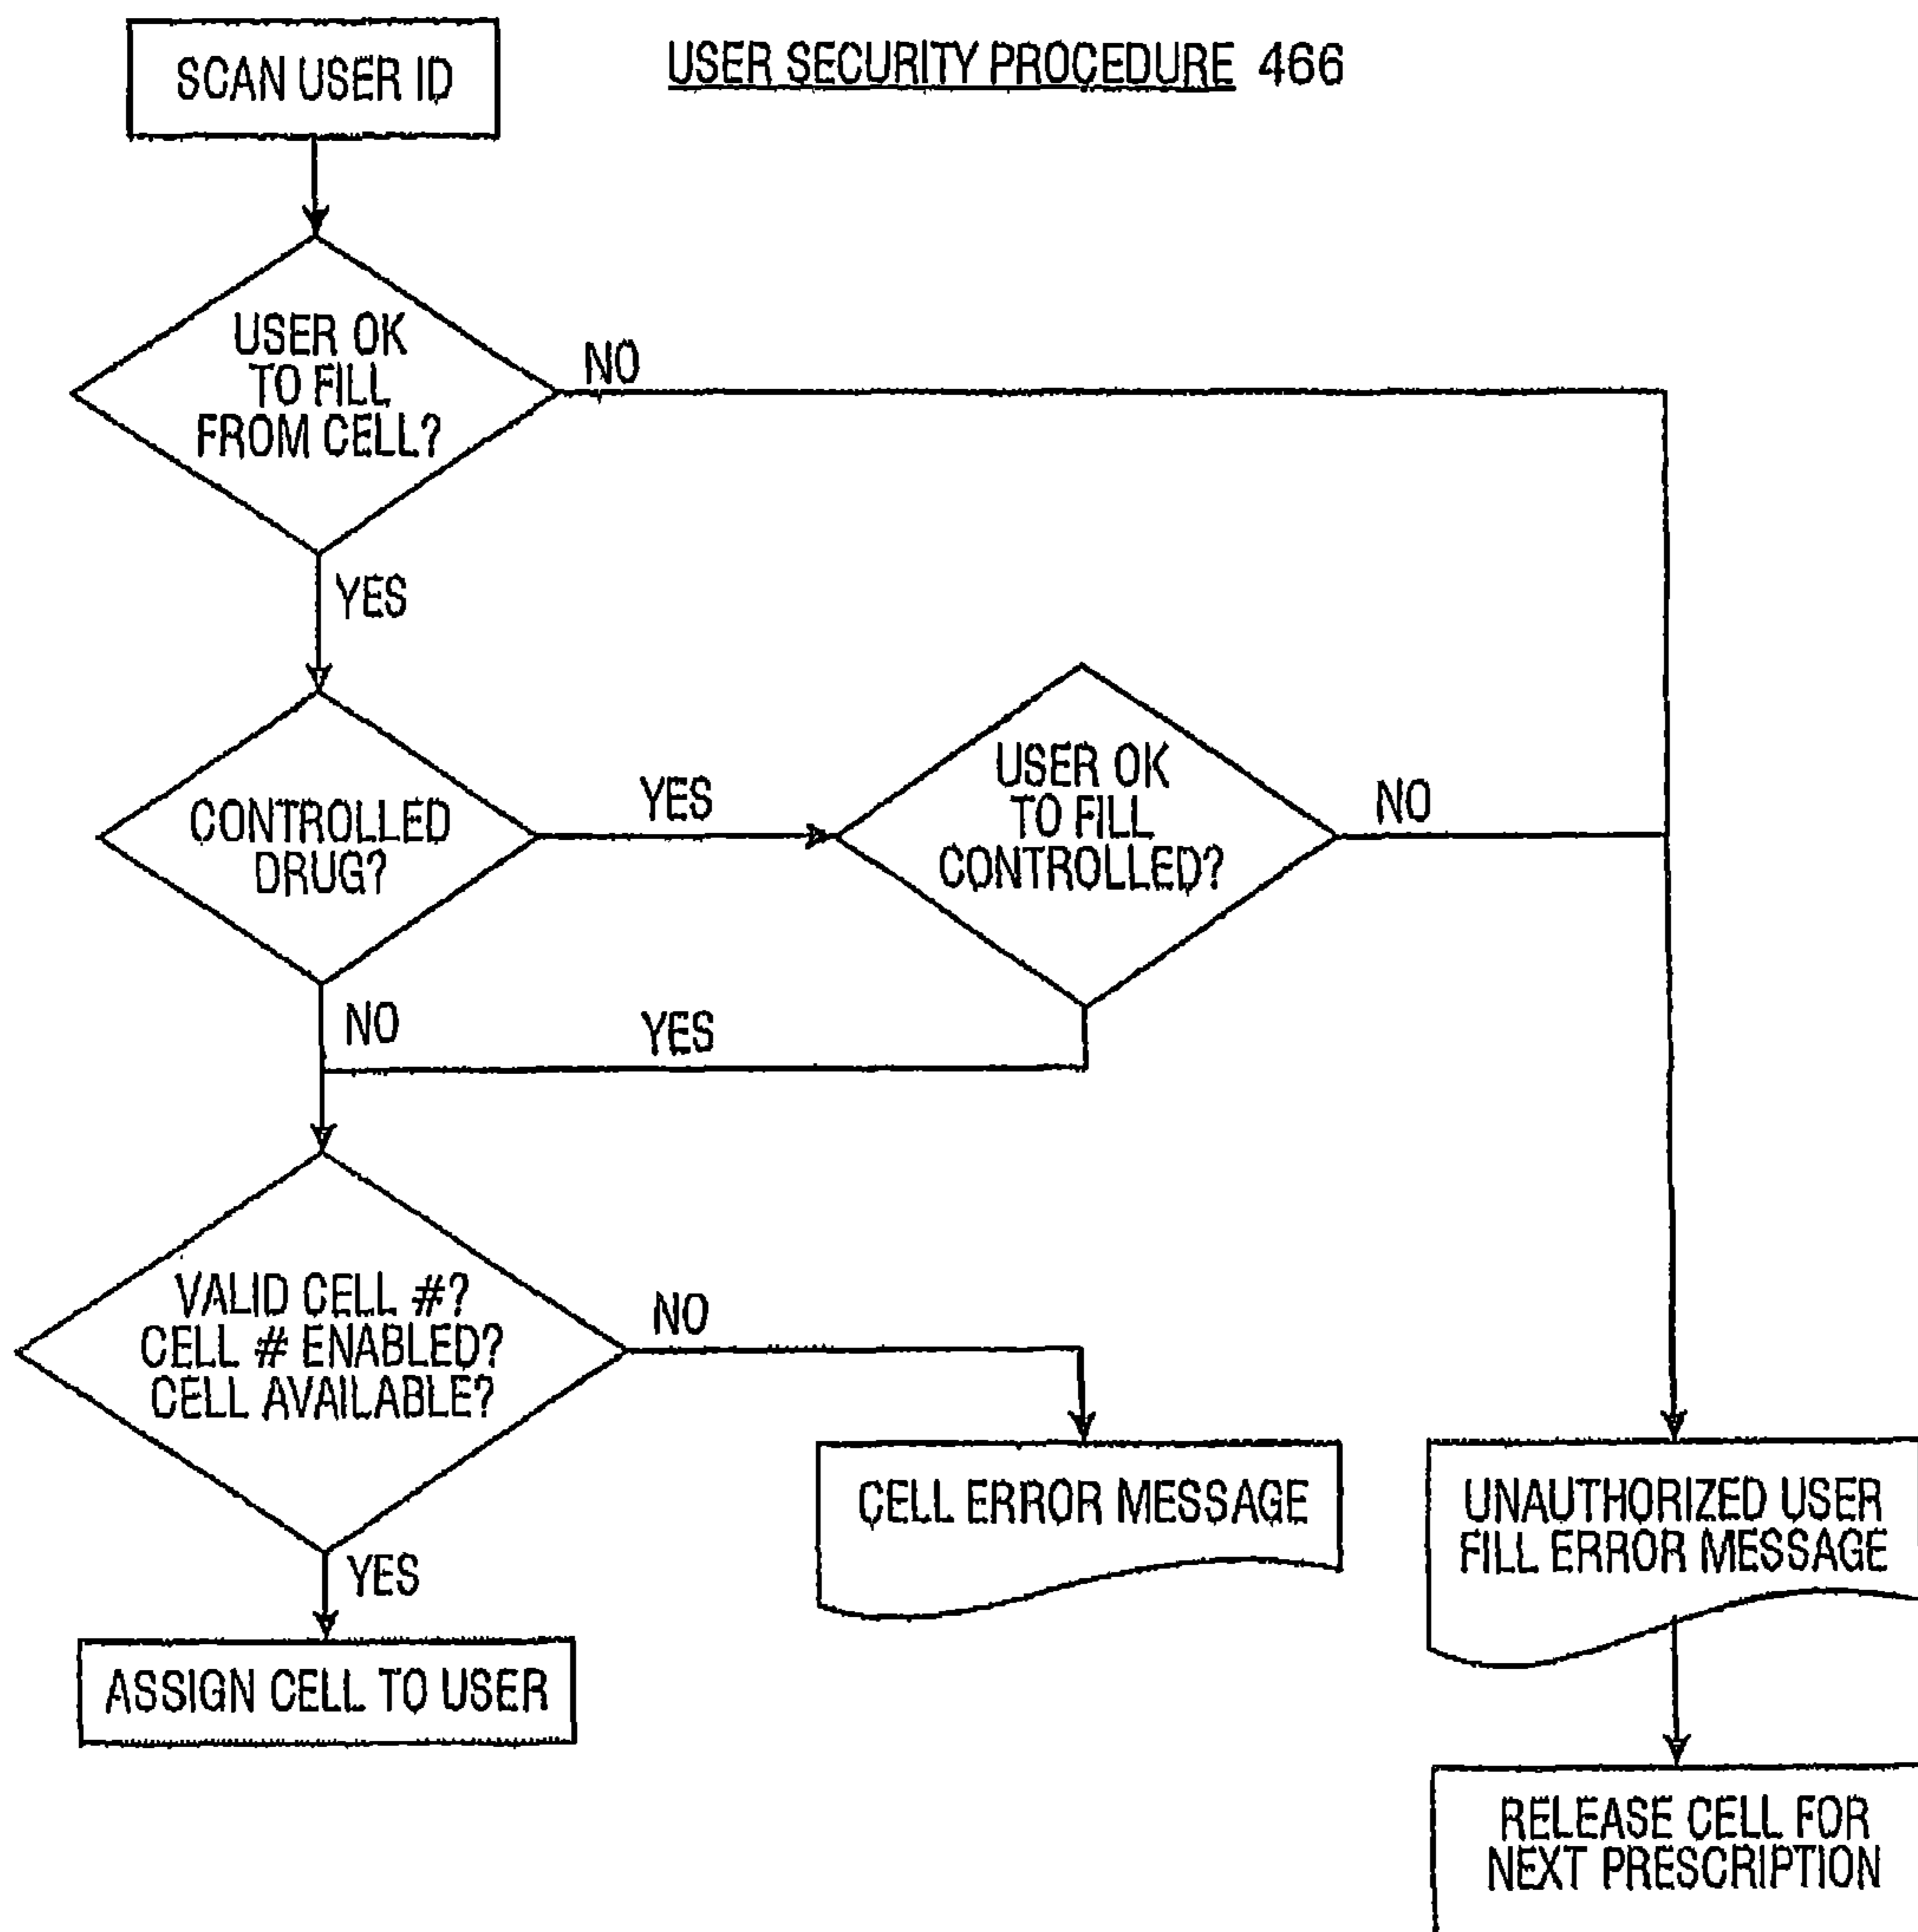 SCAN USER ID
USER SECURITY PROCEDURE 466
USER OK
TO FILL
FROM CELL?
NO
YES
CONTROLLED
DRUG?
YES
USER OK
TO FILL
CONTROLLED?
NO
NO
YES
VALID CELL #?
CELL # ENABLED?
CELL AVAILABLE?
NO
YES
CELL ERROR MESSAGE
UNAUTHORIZED USER
FILL ERROR MESSAGE
ASSIGN CELL TO USER
RELEASE CELL FOR
NEXT PRESCRIPTION